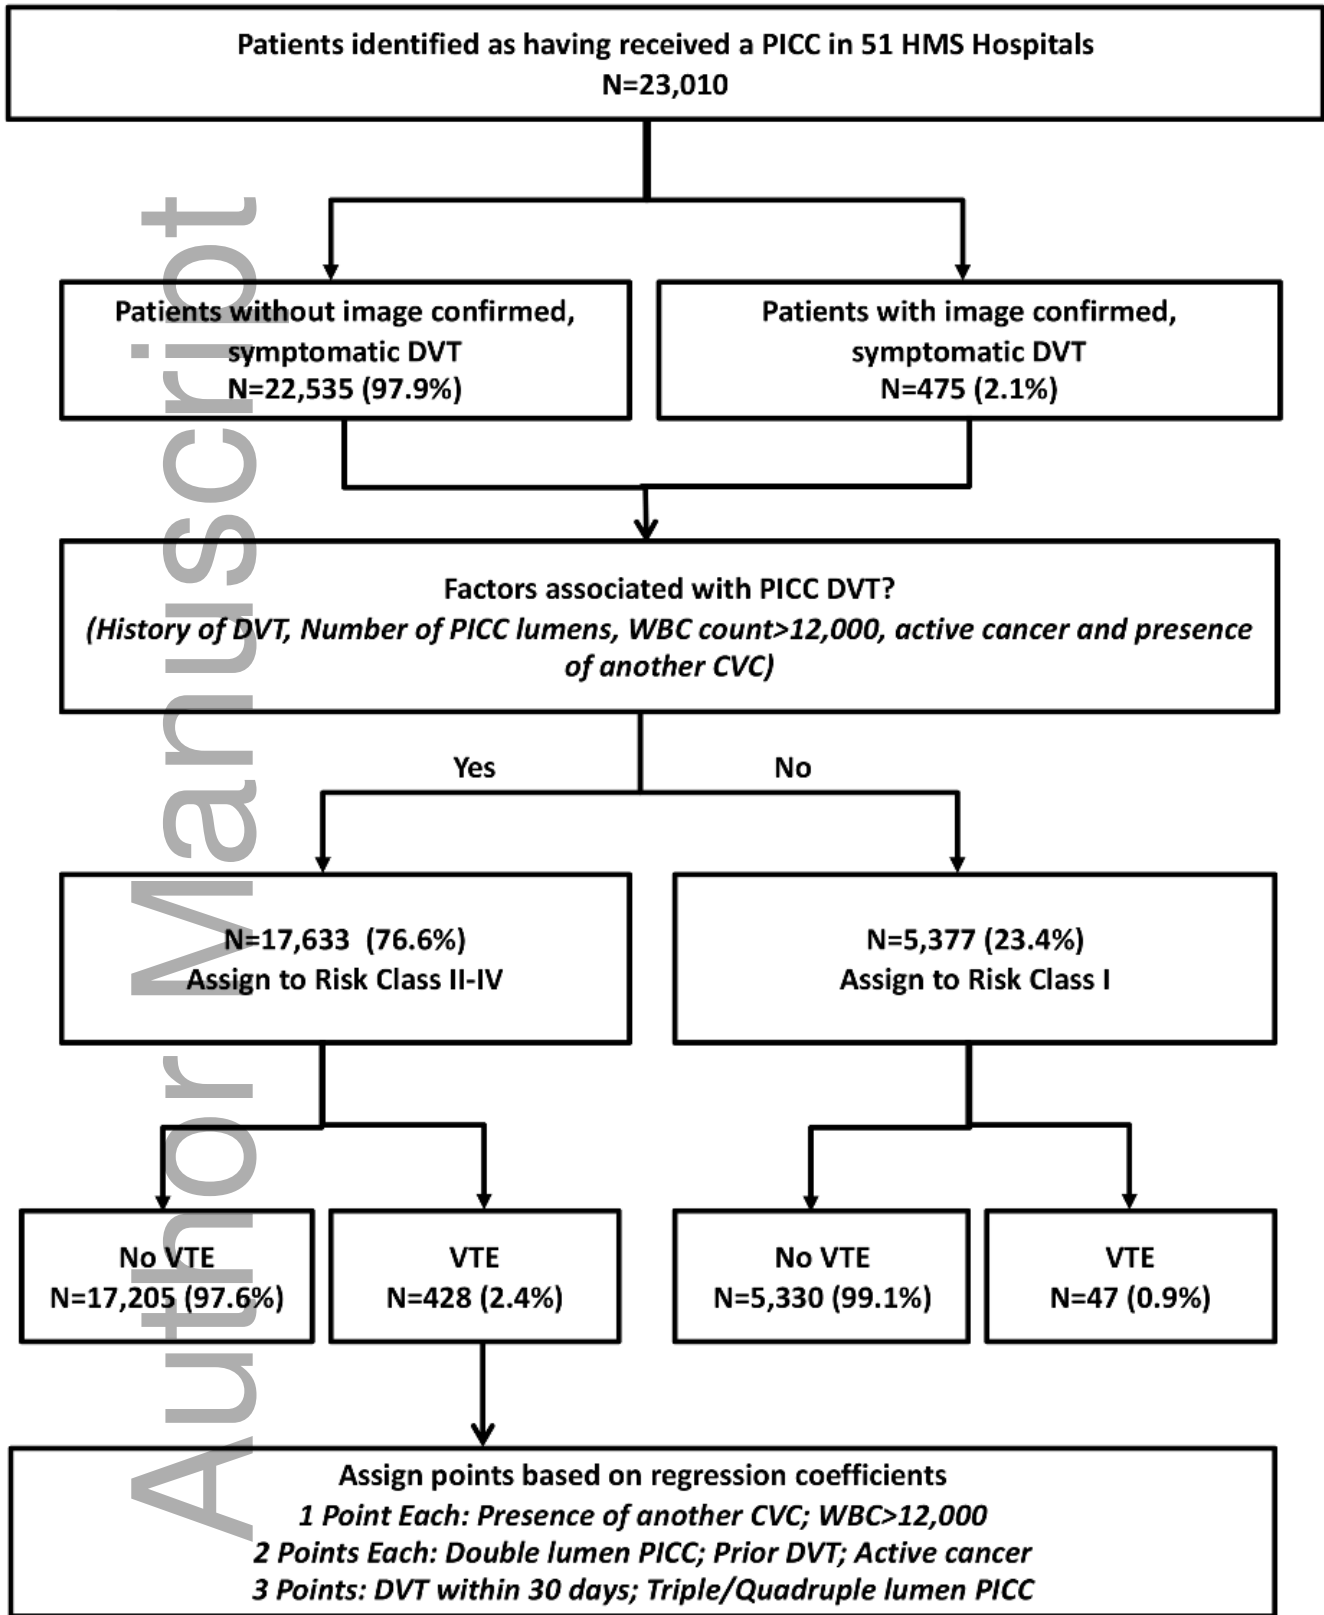 Patients identified as having received a PICC in 51 HMS Hospitals
N=23,010
Patients without image confirmed,
symptomatic DVT
N=22,535 (97.9%)
Patients with image confirmed,
symptomatic DVT
N=475 (2.1%)
Factors associated with PICC DVT?
(History of DVT, Number of PICC lumens, WBC count>12,000, active cancer and presence
of another CVC)
Yes
No
N=17,633 (76.6%)
Assign to Risk Class II-IV
N=5,377 (23.4%)
Assign to Risk Class I
No VTE
N=17,205 (97.6%)
VTE
N=428 (2.4%)
No VTE
N=5,330 (99.1%)
VTE
N=47 (0.9%)
Assign points based on regression coefficients
1 Point Each: Presence of another CVC; WBC>12,000
2 Points Each: Double lumen PICC; Prior DVT; Active cancer
3 Points: DVT within 30 days; Triple/Quadruple lumen PICC
Author Manuscript